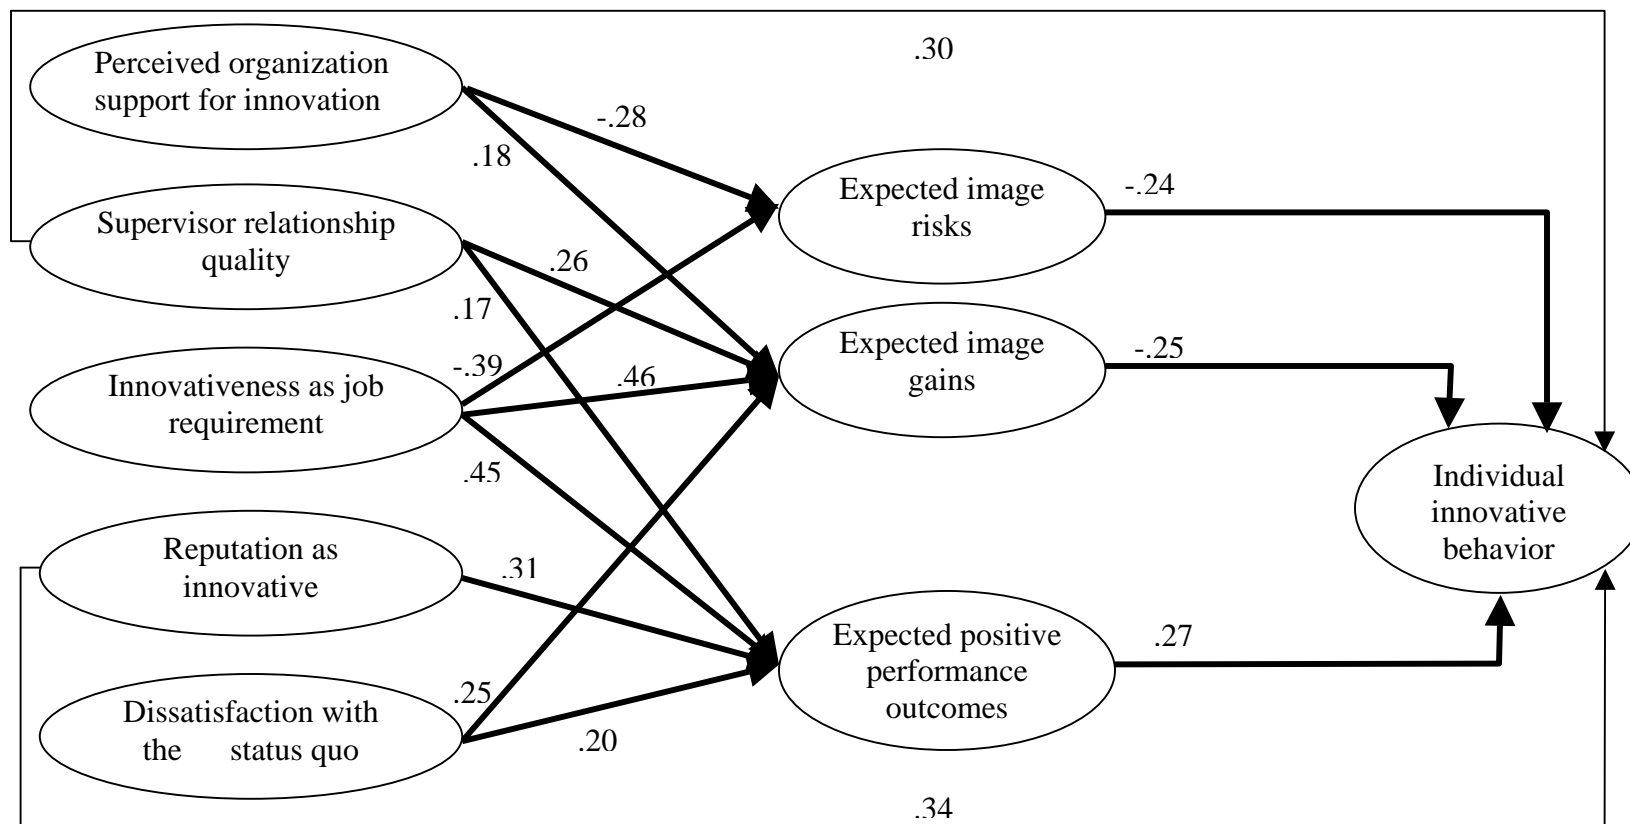 .30
Perceived organization
support for innovation
-.28
.18
Expected image
risks
-.24
Supervisor relationship
quality
.26
.17
Expected image
gains
-.25
-.39
.46
Innovativeness as job
requirement
.45
Individual
innovative
behavior
Reputation as
innovative
.31
Expected positive
performance
outcomes
.27
.25
Dissatisfaction with
the status quo
.20
.34